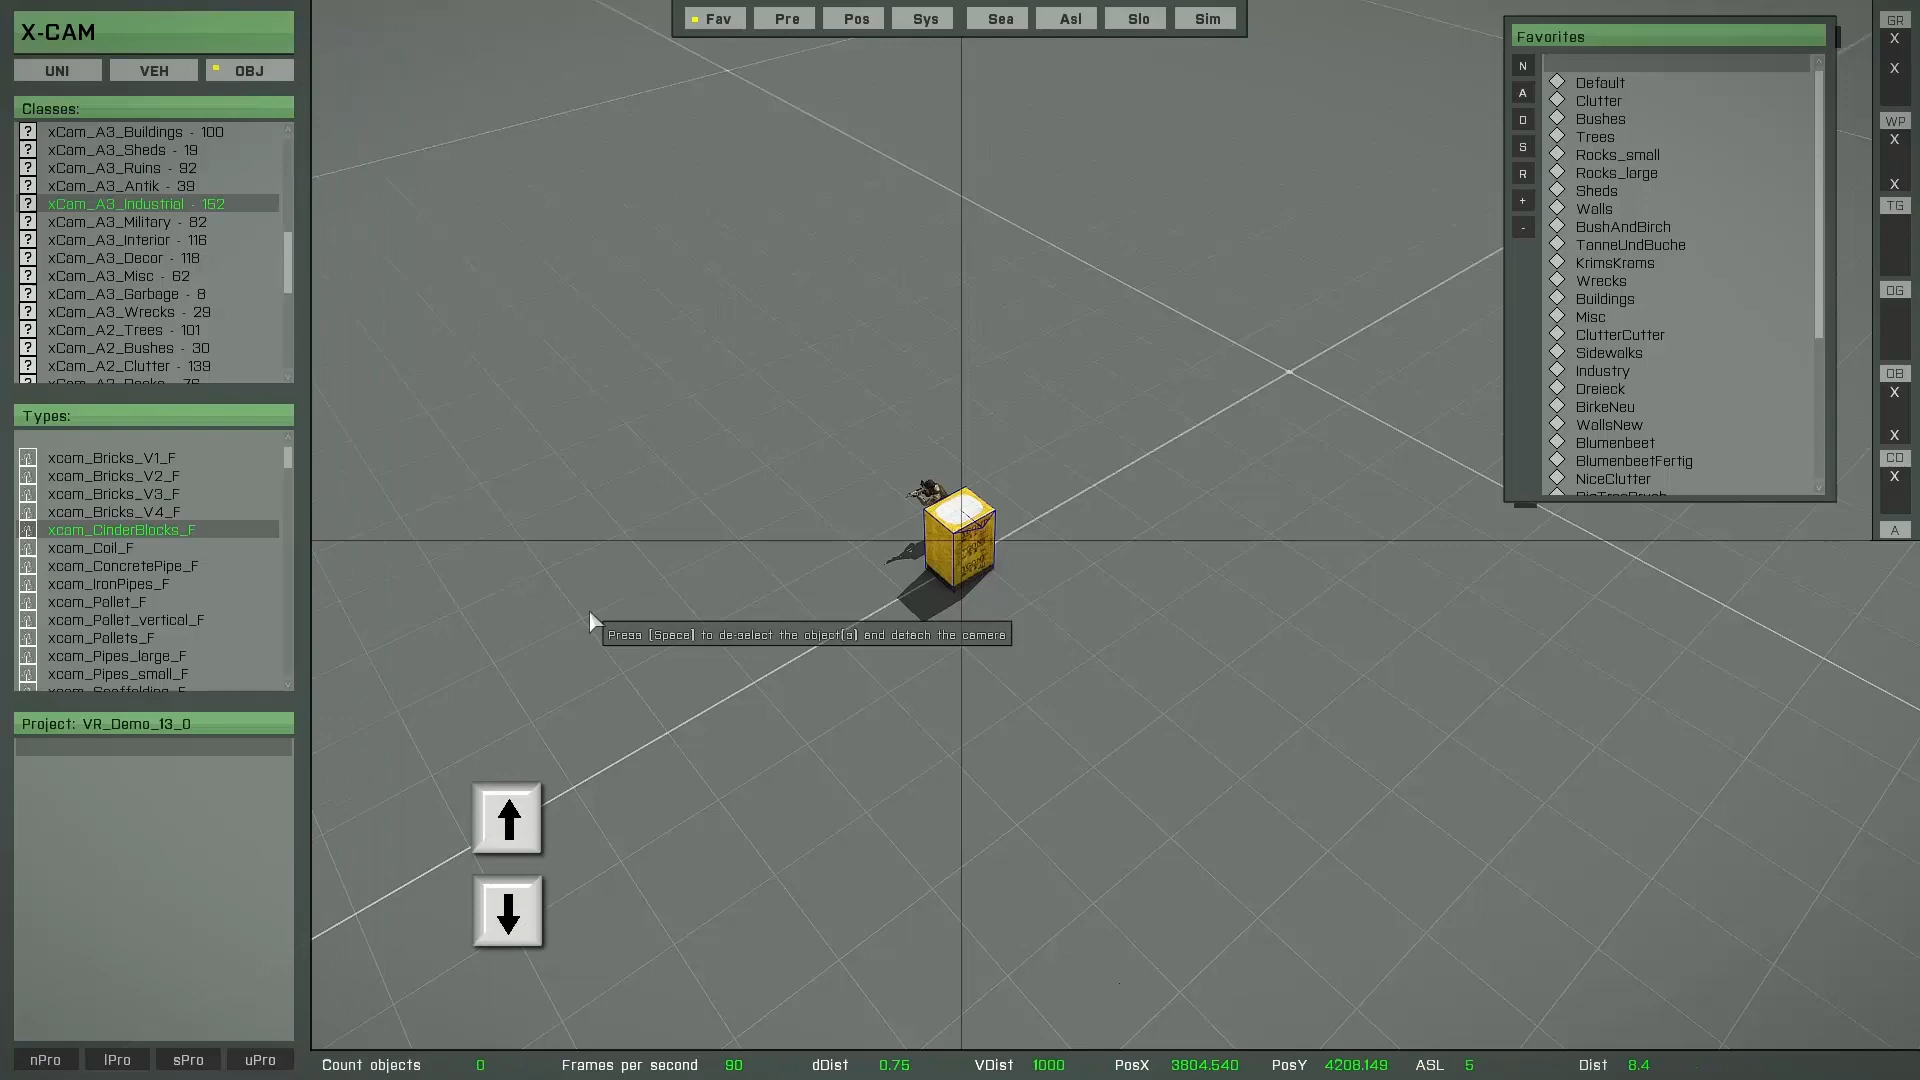 X-CAM
UNI VEH OBJ
Classes:
? xCam_A3_Buildings - 100
? xCam_A3_Sheds - 19
? xCam_A3_Ruins - 92
? xCam_A3_Antik - 39
? xCam_A3_Industrial - 152
? xCam_A3_Military - 82
? xCam_A3_Interior - 116
? xCam_A3_Decor - 118
? xCam_A3_Misc - 62
? xCam_A3_Garbage - 8
? xCam_A3_Wrecks - 29
? xCam_A2_Trees - 101
? xCam_A2_Bushes - 30
? xCam_A2_Clutter - 139
Types:
xcam_Bricks_V1_F
xcam_Bricks_V2_F
xcam_Bricks_V3_F
xcam_Bricks_V4_F
xcam_CinderBlocks_F
xcam_Coil_F
xcam_ConcretePipe_F
xcam_IronPipes_F
xcam_Pallet_F
xcam_Pallet_vertical_F
xcam_Pallets_F
xcam_Pipes_large_F
xcam_Pipes_small_F
Project: VR_Demo_13_0
nPro lPro sPro uPro
Fav Pre Pos Sys Sea Asl Slo Sim
Press [Space] to de-select the object(s) and detach the camera
Favorites
N
A
D
S
R
+
-
Default
Clutter
Bushes
Trees
Rocks_small
Rocks_large
Sheds
Walls
BushAndBirch
TanneUndBuche
KrimsKrams
Wrecks
Buildings
Misc
ClutterCutter
Sidewalks
Industry
Dreieck
BirkeNeu
WallsNew
Blumenbeet
BlumenbeetFertig
NiceClutter
GR
X
X
WP
X
X
TG
OG
OB
X
X
CO
X
A
Count objects 0 Frames per second 90 dDist 0.75 VDist 1000 PosX 3804.540 PosY 4208.149 ASL 5 Dist 8.4